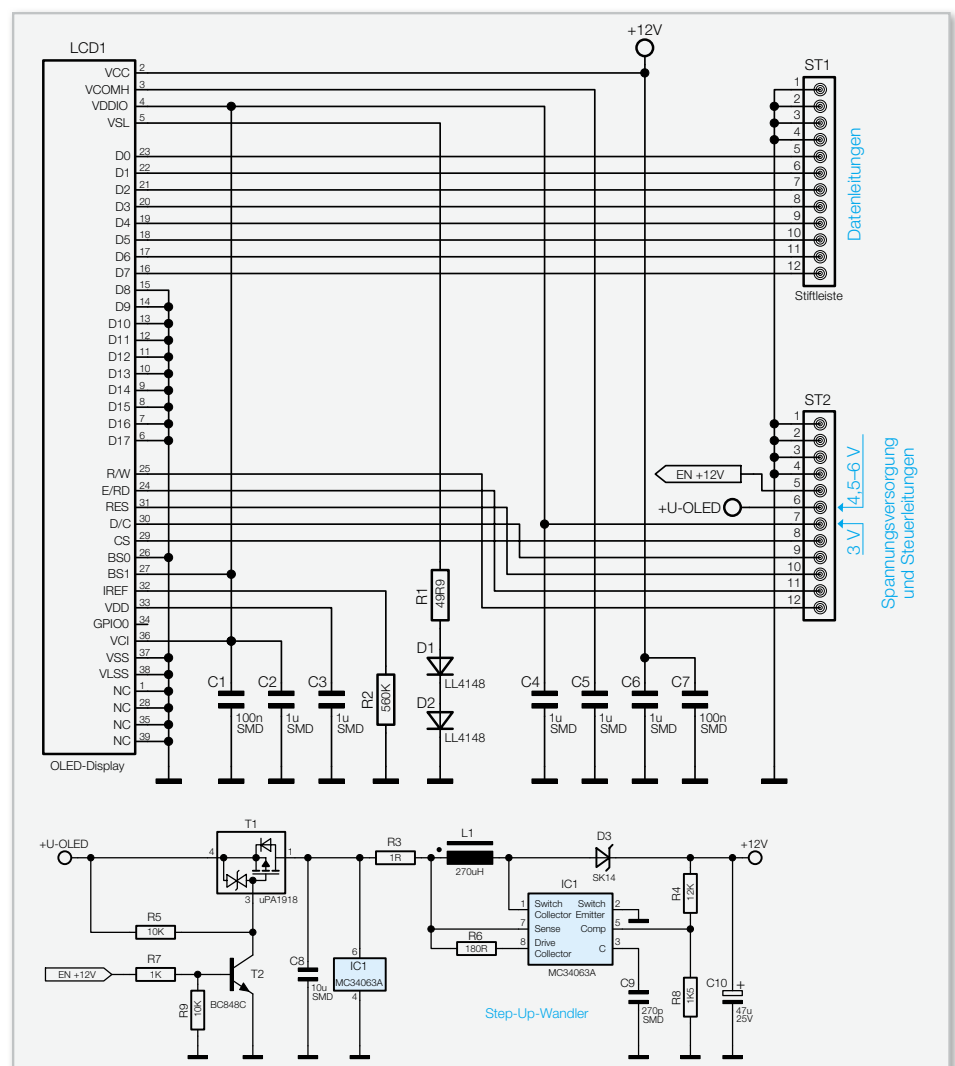 +12V
LCD1
ST1
VCC 2
VCOMH 3
VDDIO 4
VSL 5
D0 23
D1 22
D2 21
D3 20
D4 19
D5 18
D6 17
D7 16
D8 15
D9 14
D10 13
D11 12
D12 11
D13 10
D14 9
D15 8
D16 7
D17 6
R/W 25
E/RD 24
RES 31
D/C 30
CS 29
BS0 26
BS1 27
IREF 32
VDD 33
GPIO0 34
VCI 36
VSS 37
VLSS 38
NC 1
NC 28
NC 35
NC 39
OLED-Display
1
2
3
4
5
6
7
8
9
10
11
12
Stiftleiste
Datenleitungen
ST2
1
2
3
4
5
6
7
8
9
10
11
12
EN +12V
+U-OLED
4,5–6 V
3 V
Spannungsversorgung
und Steuerleitungen
R1
49R9
D1
LL4148
D2
LL4148
C1
100n
SMD
C2
1u
SMD
C3
1u
SMD
R2
560K
C4
1u
SMD
C5
1u
SMD
C6
1u
SMD
C7
100n
SMD
+U-OLED
T1
4
1
3
uPA1918
R3
1R
L1
270uH
D3
SK14
+12V
R5
10K
EN +12V
R7
1K
R9
10K
T2
BC848C
C8
10u
SMD
6
IC1
MC34063A
4
R6
180R
IC1
1 Switch Collector
7 Sense
8 Drive Collector
Switch Emitter 2
Comp 5
C 3
MC34063A
R4
12K
C9
270p
SMD
R8
1K5
C10
+
47u
25V
Step-Up-Wandler